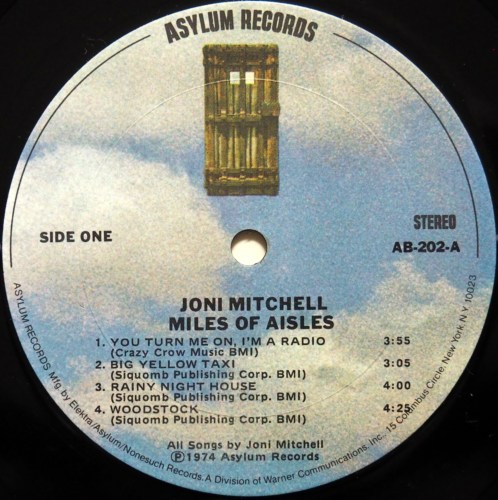 ASYLUM RECORDS
STEREO
SIDE ONE
AB-202-A
JONI MITCHELL
MILES OF AISLES
1. YOU TURN ME ON, I'M A RADIO 3:55
(Crazy Crow Music BMI)
2. BIG YELLOW TAXI 3:05
(Siquomb Publishing Corp. BMI)
3. RAINY NIGHT HOUSE 4:00
(Siquomb Publishing Corp. BMI)
4. WOODSTOCK 4:25
(Siquomb Publishing Corp. BMI)
All Songs by Joni Mitchell
Ⓟ1974 Asylum Records
ASYLUM RECORDS Mfg. by Elektra/Asylum/Nonesuch Records. A Division of Warner Communications, Inc. 15 Columbus Circle, New York, N.Y. 10023